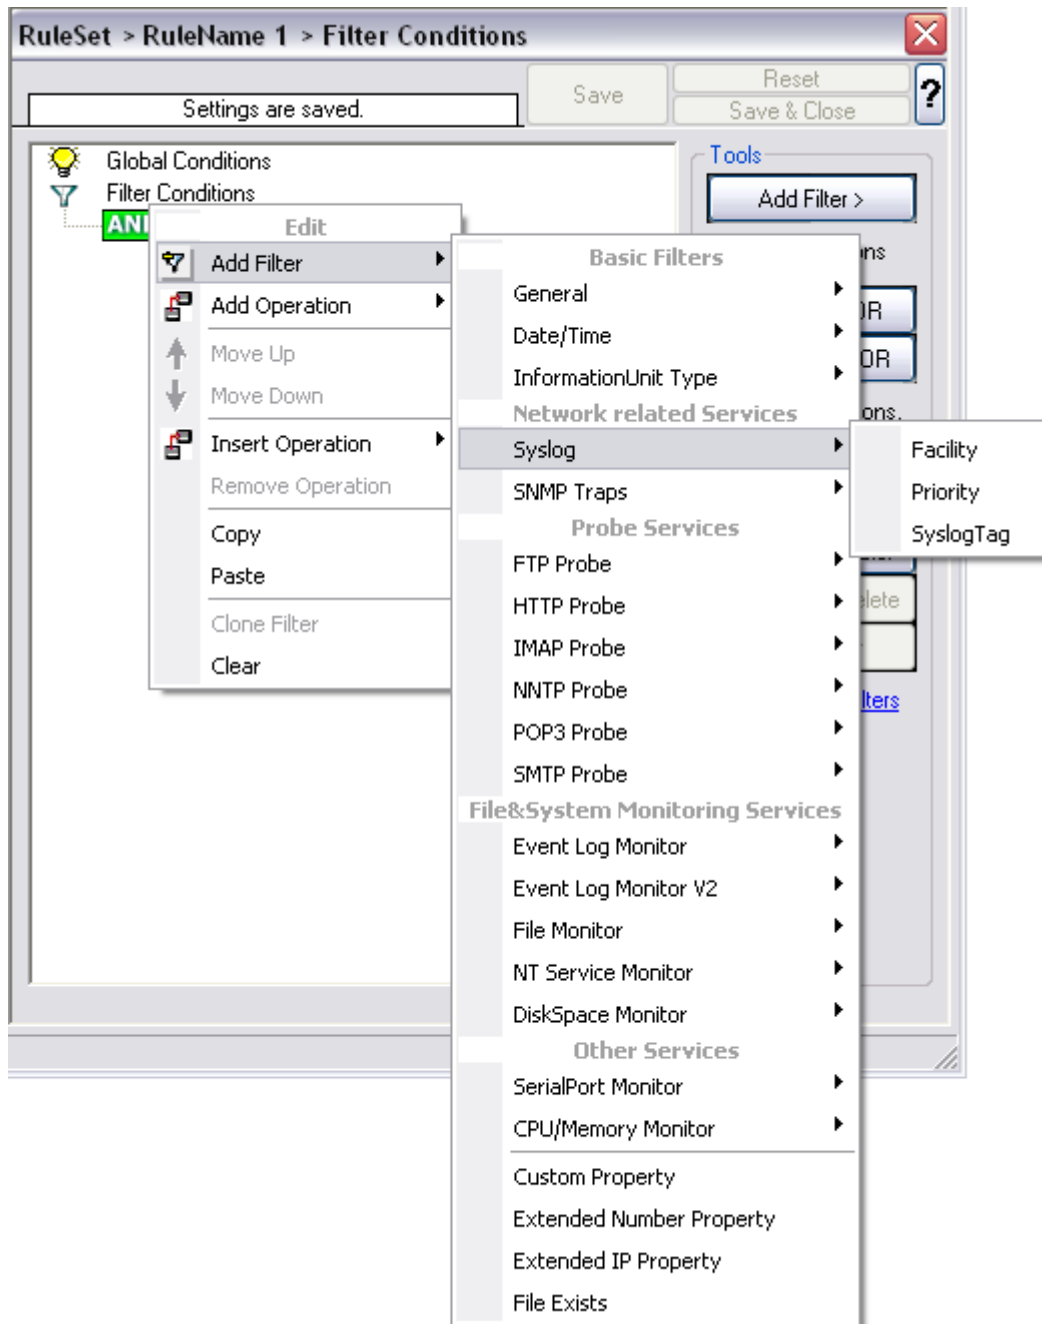 RuleSet > RuleName 1 > Filter Conditions
Settings are saved.
Save
Reset
Save & Close
?
Global Conditions
Filter Conditions
Tools
Add Filter >
Edit
Add Filter
Add Operation
Move Up
Move Down
Insert Operation
Remove Operation
Copy
Paste
Clone Filter
Clear
Basic Filters
General
Date/Time
InformationUnit Type
Network related Services
Syslog
SNMP Traps
Probe Services
FTP Probe
HTTP Probe
IMAP Probe
NNTP Probe
POP3 Probe
SMTP Probe
File&System Monitoring Services
Event Log Monitor
Event Log Monitor V2
File Monitor
NT Service Monitor
DiskSpace Monitor
Other Services
SerialPort Monitor
CPU/Memory Monitor
Custom Property
Extended Number Property
Extended IP Property
File Exists
Facility
Priority
SyslogTag